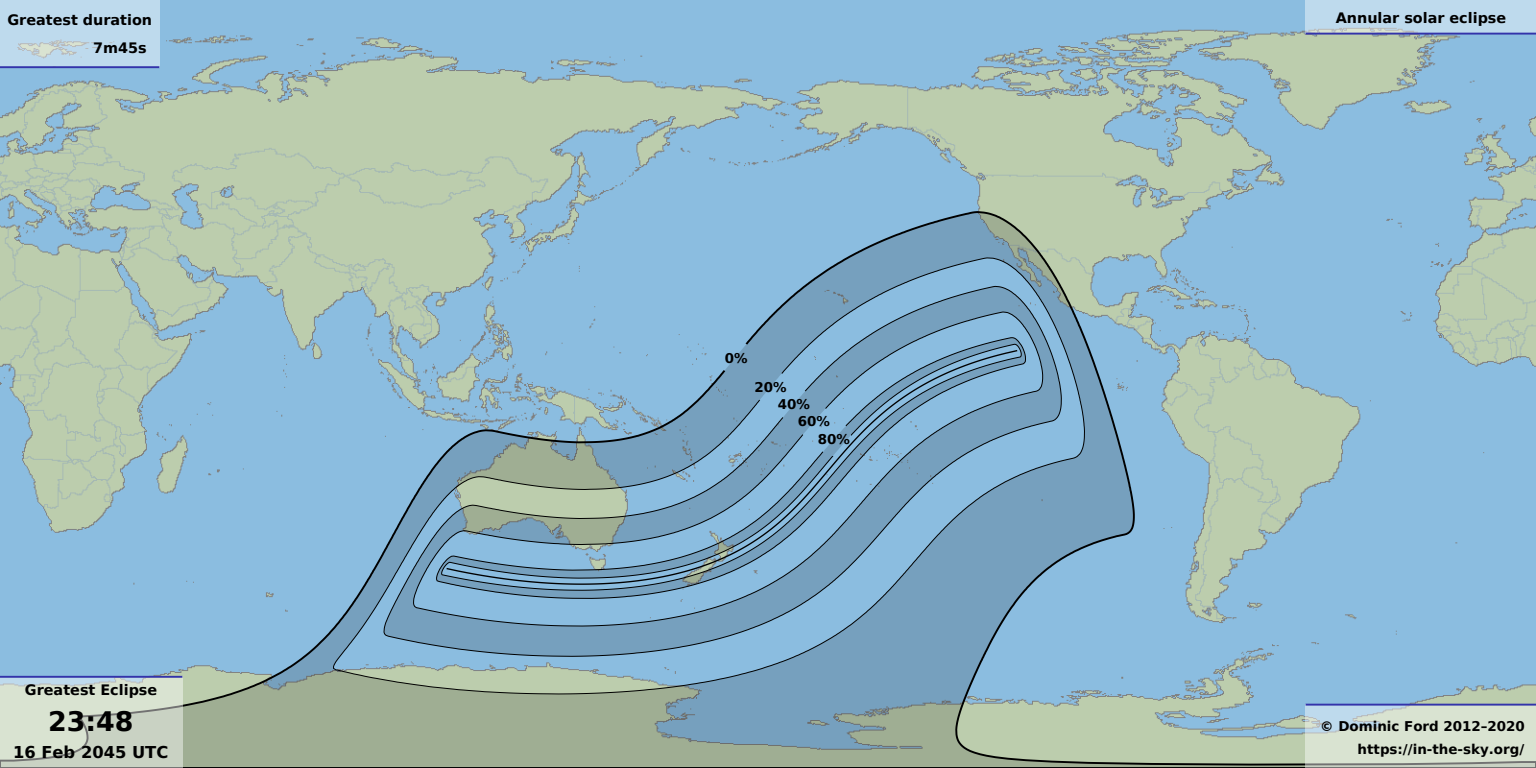 Greatest duration
7m45s
Annular solar eclipse
0%
20%
40%
60%
80%
Greatest Eclipse
23:48
16 Feb 2045 UTC
© Dominic Ford 2012–2020
https://in-the-sky.org/